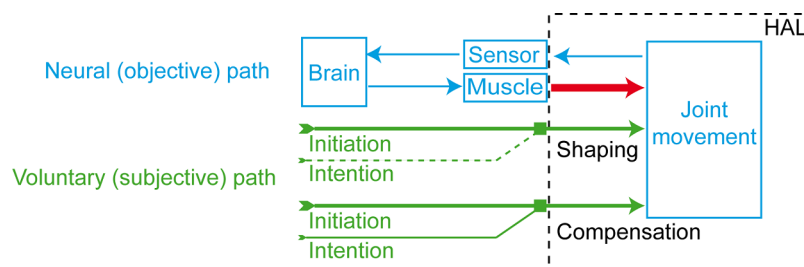 HAL
Neural (objective) path
Brain
Sensor
Muscle
Joint
movement
Voluntary (subjective) path
Initiation
Intention
Shaping
Initiation
Intention
Compensation